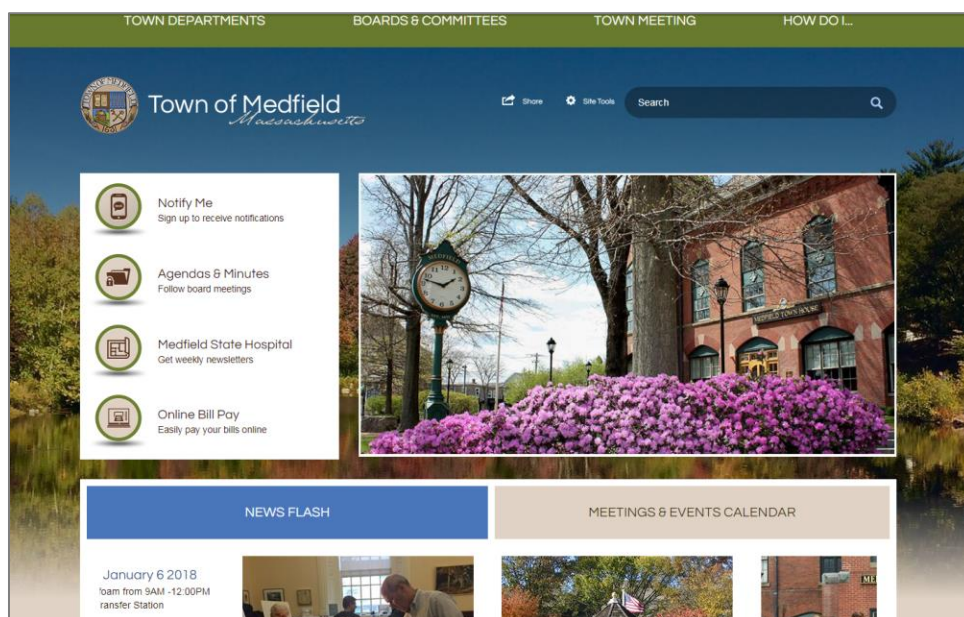 TOWN DEPARTMENTS
BOARDS & COMMITTEES
TOWN MEETING
HOW DO I...
Town of Medfield
Massachusetts
Share
Site Tools
Search
Notify Me
Sign up to receive notifications
Agendas & Minutes
Follow board meetings
Medfield State Hospital
Get weekly newsletters
Online Bill Pay
Easily pay your bills online
MEDFIELD
MEDFIELD TOWN HOUSE
NEWS FLASH
MEETINGS & EVENTS CALENDAR
January 6 2018
from 9AM -12:00PM
Station